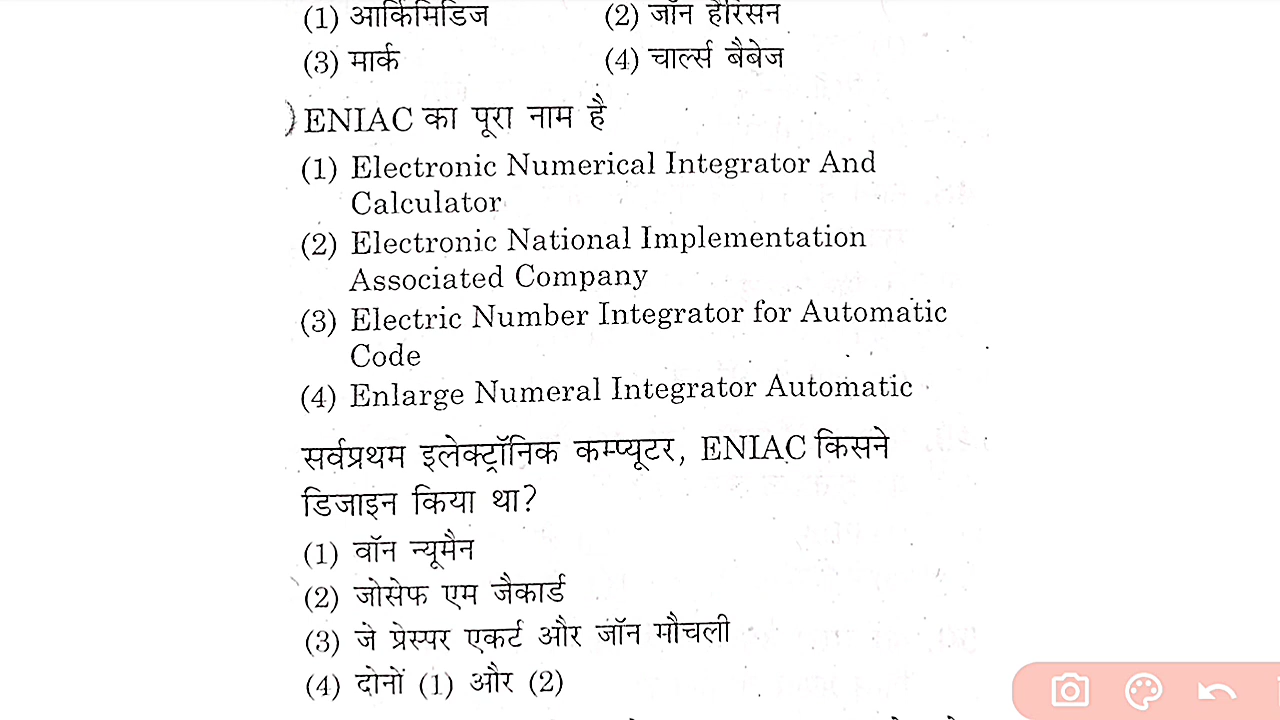 (1) आर्किमिडिज (2) जॉन हैरिसन
(3) मार्क (4) चार्ल्स बैबेज
) ENIAC का पूरा नाम है
(1) Electronic Numerical Integrator And
Calculator
(2) Electronic National Implementation
Associated Company
(3) Electric Number Integrator for Automatic
Code
(4) Enlarge Numeral Integrator Automatic
सर्वप्रथम इलेक्ट्रॉनिक कम्प्यूटर, ENIAC किसने
डिजाइन किया था?
(1) वॉन न्यूमैन
(2) जोसेफ एम जैकार्ड
(3) जे प्रेस्पर एकर्ट और जॉन मौचली
(4) दोनों (1) और (2)